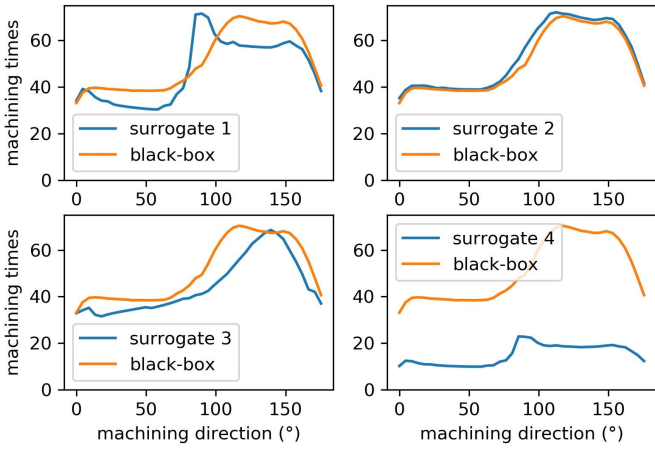 machining times
60
40
20
0
surrogate 1
black-box
0 50 100 150
60
40
20
0
surrogate 2
black-box
0 50 100 150
machining times
60
40
20
0
surrogate 3
black-box
0 50 100 150
machining direction (°)
60
40
20
0
surrogate 4
black-box
0 50 100 150
machining direction (°)